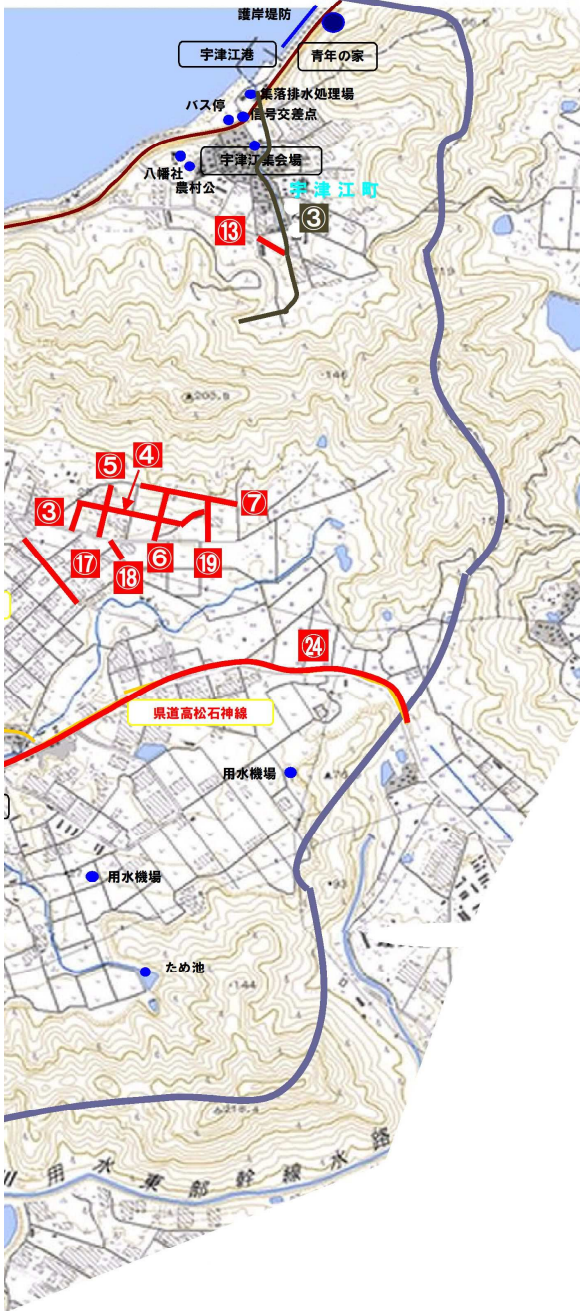 護岸堤防
宇津江港
青年の家
集落排水処理場
バス停
信号交差点
宇津江集会場
八幡社
農村公
宇津江町
③
⑬
・146
▲205.8
④
⑤
⑦
③
⑰
⑱
⑥
⑲
㉔
県道高松石神線
用水機場
用水機場
・93
ため池
・144
川用水東部幹線水路